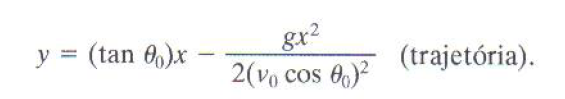 y = (tan θ₀)x − gx² / 2(v₀ cos θ₀)² (trajetória).